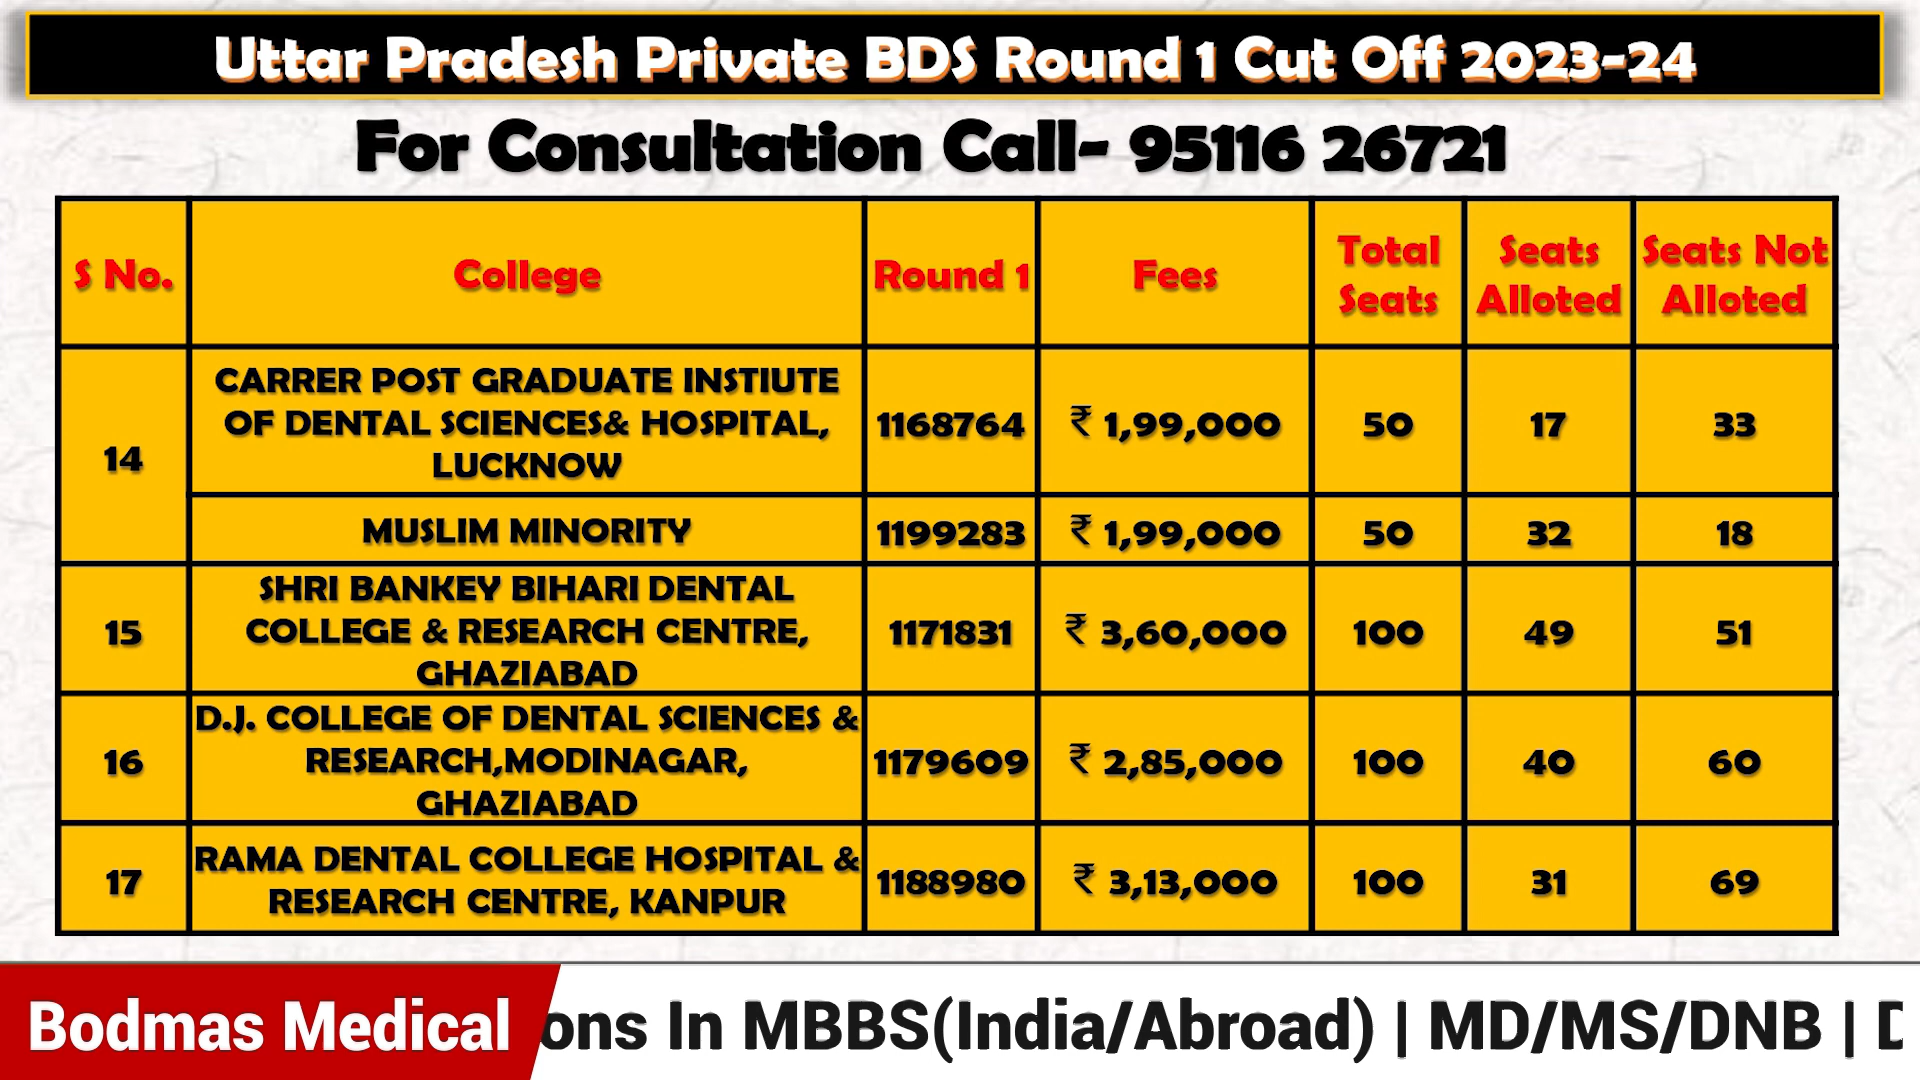 Uttar Pradesh Private BDS Round 1 Cut Off 2023-24
For Consultation Call- 95116 26721
S No. College Round 1 Fees Total Seats Seats Alloted Seats Not Alloted
14 CARRER POST GRADUATE INSTIUTE
OF DENTAL SCIENCES& HOSPITAL,
LUCKNOW 1168764 ₹ 1,99,000 50 17 33
MUSLIM MINORITY 1199283 ₹ 1,99,000 50 32 18
15 SHRI BANKEY BIHARI DENTAL
COLLEGE & RESEARCH CENTRE,
GHAZIABAD 1171831 ₹ 3,60,000 100 49 51
16 D.J. COLLEGE OF DENTAL SCIENCES &
RESEARCH,MODINAGAR,
GHAZIABAD 1179609 ₹ 2,85,000 100 40 60
17 RAMA DENTAL COLLEGE HOSPITAL &
RESEARCH CENTRE, KANPUR 1188980 ₹ 3,13,000 100 31 69
Bodmas Medical ons In MBBS(India/Abroad) | MD/MS/DNB |